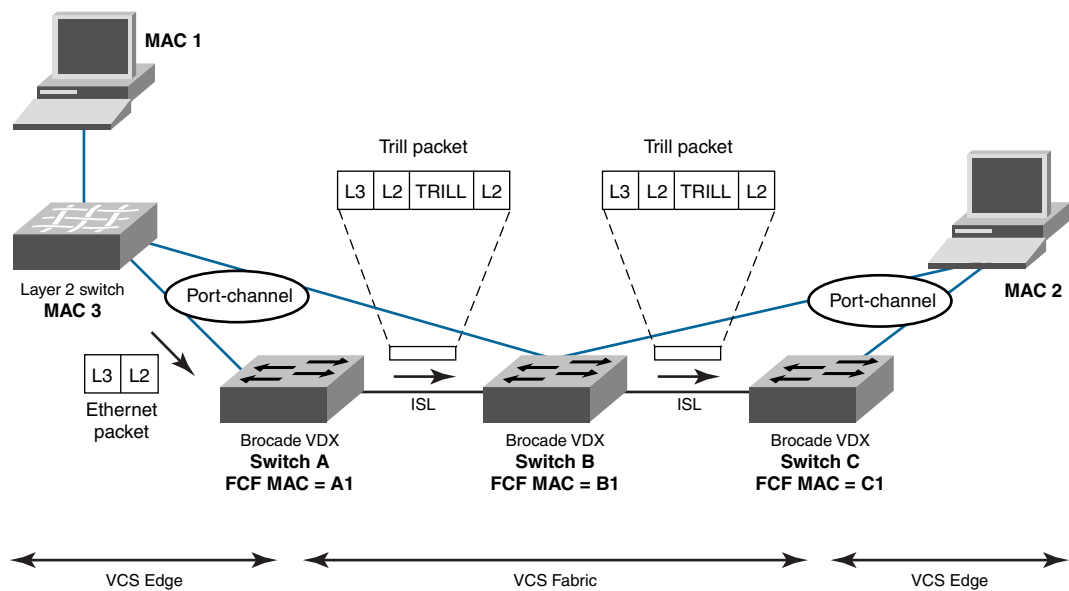 MAC 1
Trill packet
L3 L2 TRILL L2
Trill packet
L3 L2 TRILL L2
Layer 2 switch
MAC 3
Port-channel
Port-channel
MAC 2
L3 L2
Ethernet
packet
ISL
ISL
Brocade VDX
Switch A
FCF MAC = A1
Brocade VDX
Switch B
FCF MAC = B1
Brocade VDX
Switch C
FCF MAC = C1
VCS Edge
VCS Fabric
VCS Edge